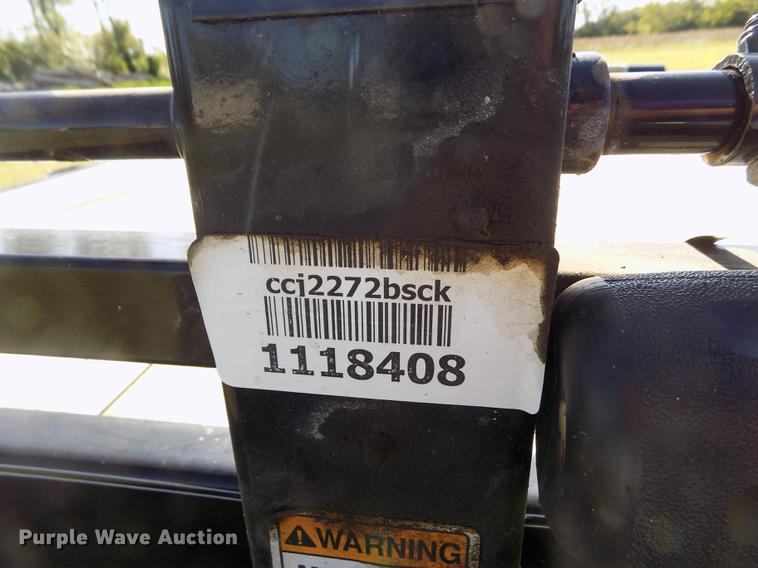 ccj2272bsck
1118408
WARNING
Purple Wave Auction